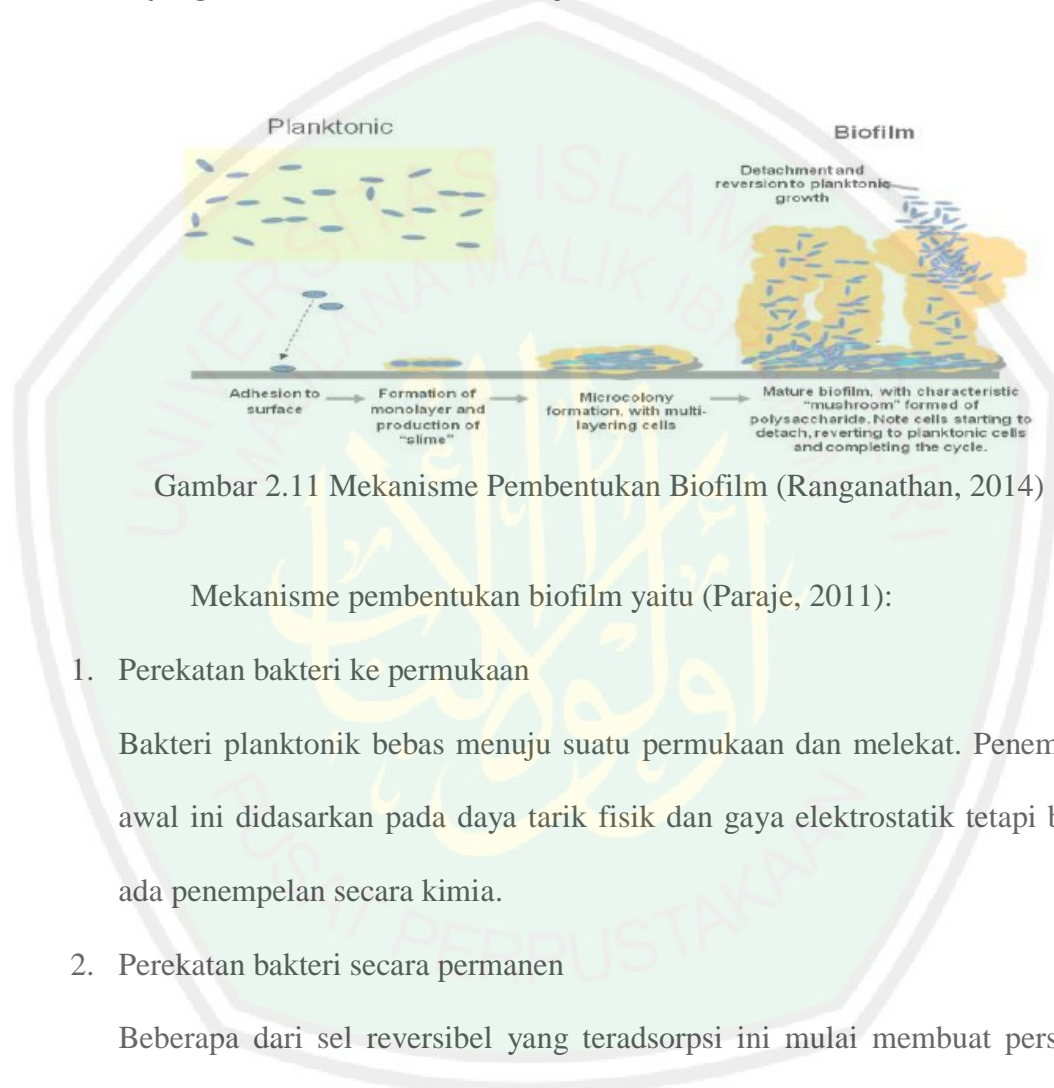 Planktonic
Biofilm
Detachment and
reversion to planktonic
growth
Adhesion to
surface
Formation of
monolayer and
production of
"slime"
Microcolony
formation, with multi-
layering cells
Mature biofilm, with characteristic
"mushroom" formed of
polysaccharide. Note cells starting to
detach, reverting to planktonic cells
and completing the cycle.
Gambar 2.11 Mekanisme Pembentukan Biofilm (Ranganathan, 2014)
Mekanisme pembentukan biofilm yaitu (Paraje, 2011):
1. Perekatan bakteri ke permukaan
Bakteri planktonik bebas menuju suatu permukaan dan melekat.
awal ini didasarkan pada daya tarik fisik dan gaya elektrostatik tetapi
ada penempelan secara kimia.
2. Perekatan bakteri secara permanen
Beberapa dari sel reversibel yang teradsorpsi ini mulai membuat
PUSAT PERPUSTAKAAN